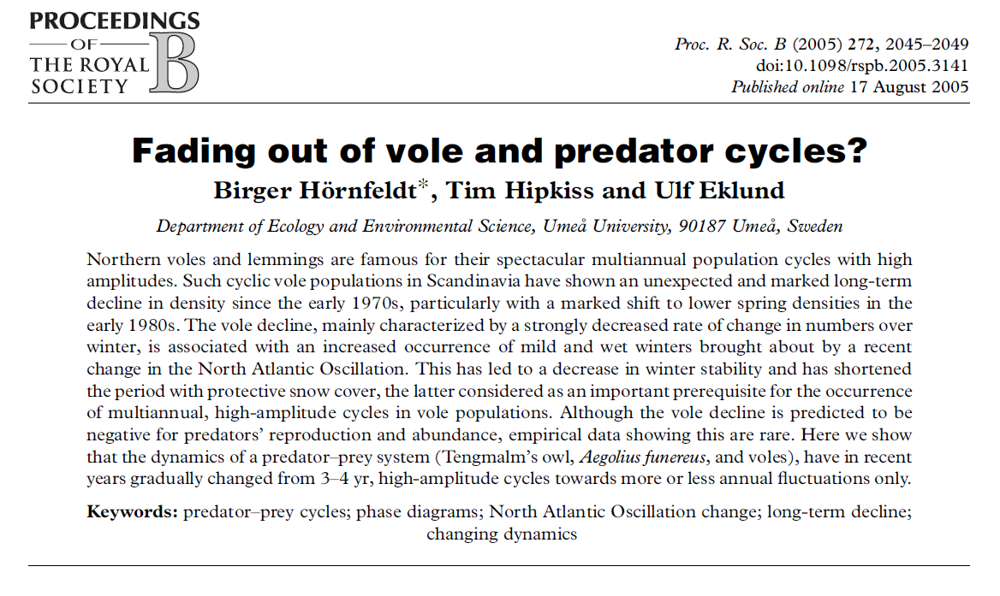 PROCEEDINGS
OF
THE ROYAL
SOCIETY
B
Proc. R. Soc. B (2005) 272, 2045–2049
doi:10.1098/rspb.2005.3141
Published online 17 August 2005
Fading out of vole and predator cycles?
Birger Hörnfeldt*, Tim Hipkiss and Ulf Eklund
Department of Ecology and Environmental Science, Umeå University, 90187 Umeå, Sweden
Northern voles and lemmings are famous for their spectacular multiannual population cycles with high
amplitudes. Such cyclic vole populations in Scandinavia have shown an unexpected and marked long-term
decline in density since the early 1970s, particularly with a marked shift to lower spring densities in the
early 1980s. The vole decline, mainly characterized by a strongly decreased rate of change in numbers over
winter, is associated with an increased occurrence of mild and wet winters brought about by a recent
change in the North Atlantic Oscillation. This has led to a decrease in winter stability and has shortened
the period with protective snow cover, the latter considered as an important prerequisite for the occurrence
of multiannual, high-amplitude cycles in vole populations. Although the vole decline is predicted to be
negative for predators' reproduction and abundance, empirical data showing this are rare. Here we show
that the dynamics of a predator–prey system (Tengmalm's owl, Aegolius funereus, and voles), have in recent
years gradually changed from 3–4 yr, high-amplitude cycles towards more or less annual fluctuations only.
Keywords: predator–prey cycles; phase diagrams; North Atlantic Oscillation change; long-term decline;
changing dynamics